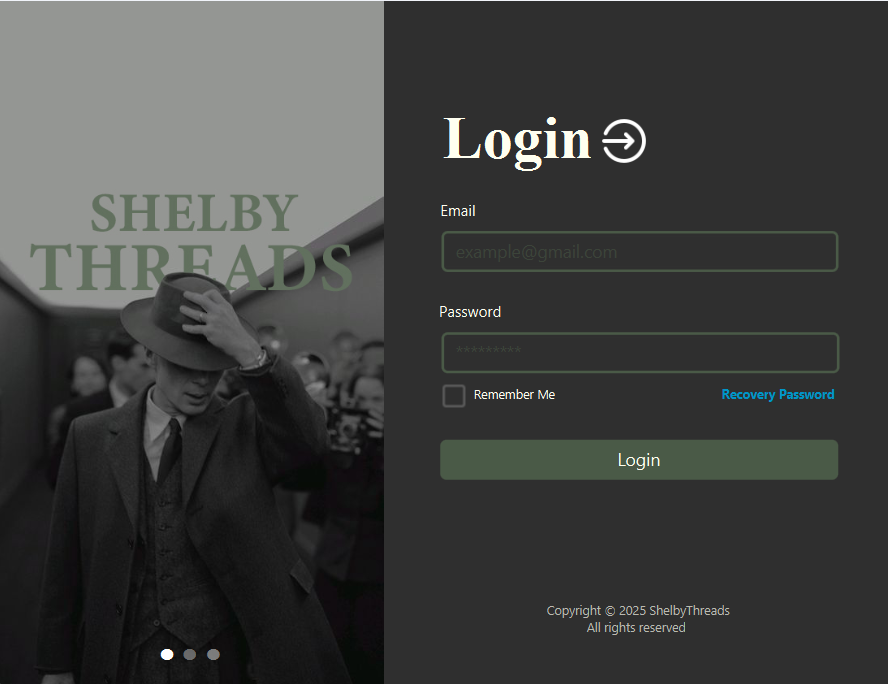 SHELBY
THREADS
Login
Email
example@gmail.com
Password
*********
Remember Me
Recovery Password
Login
Copyright © 2025 ShelbyThreads
All rights reserved